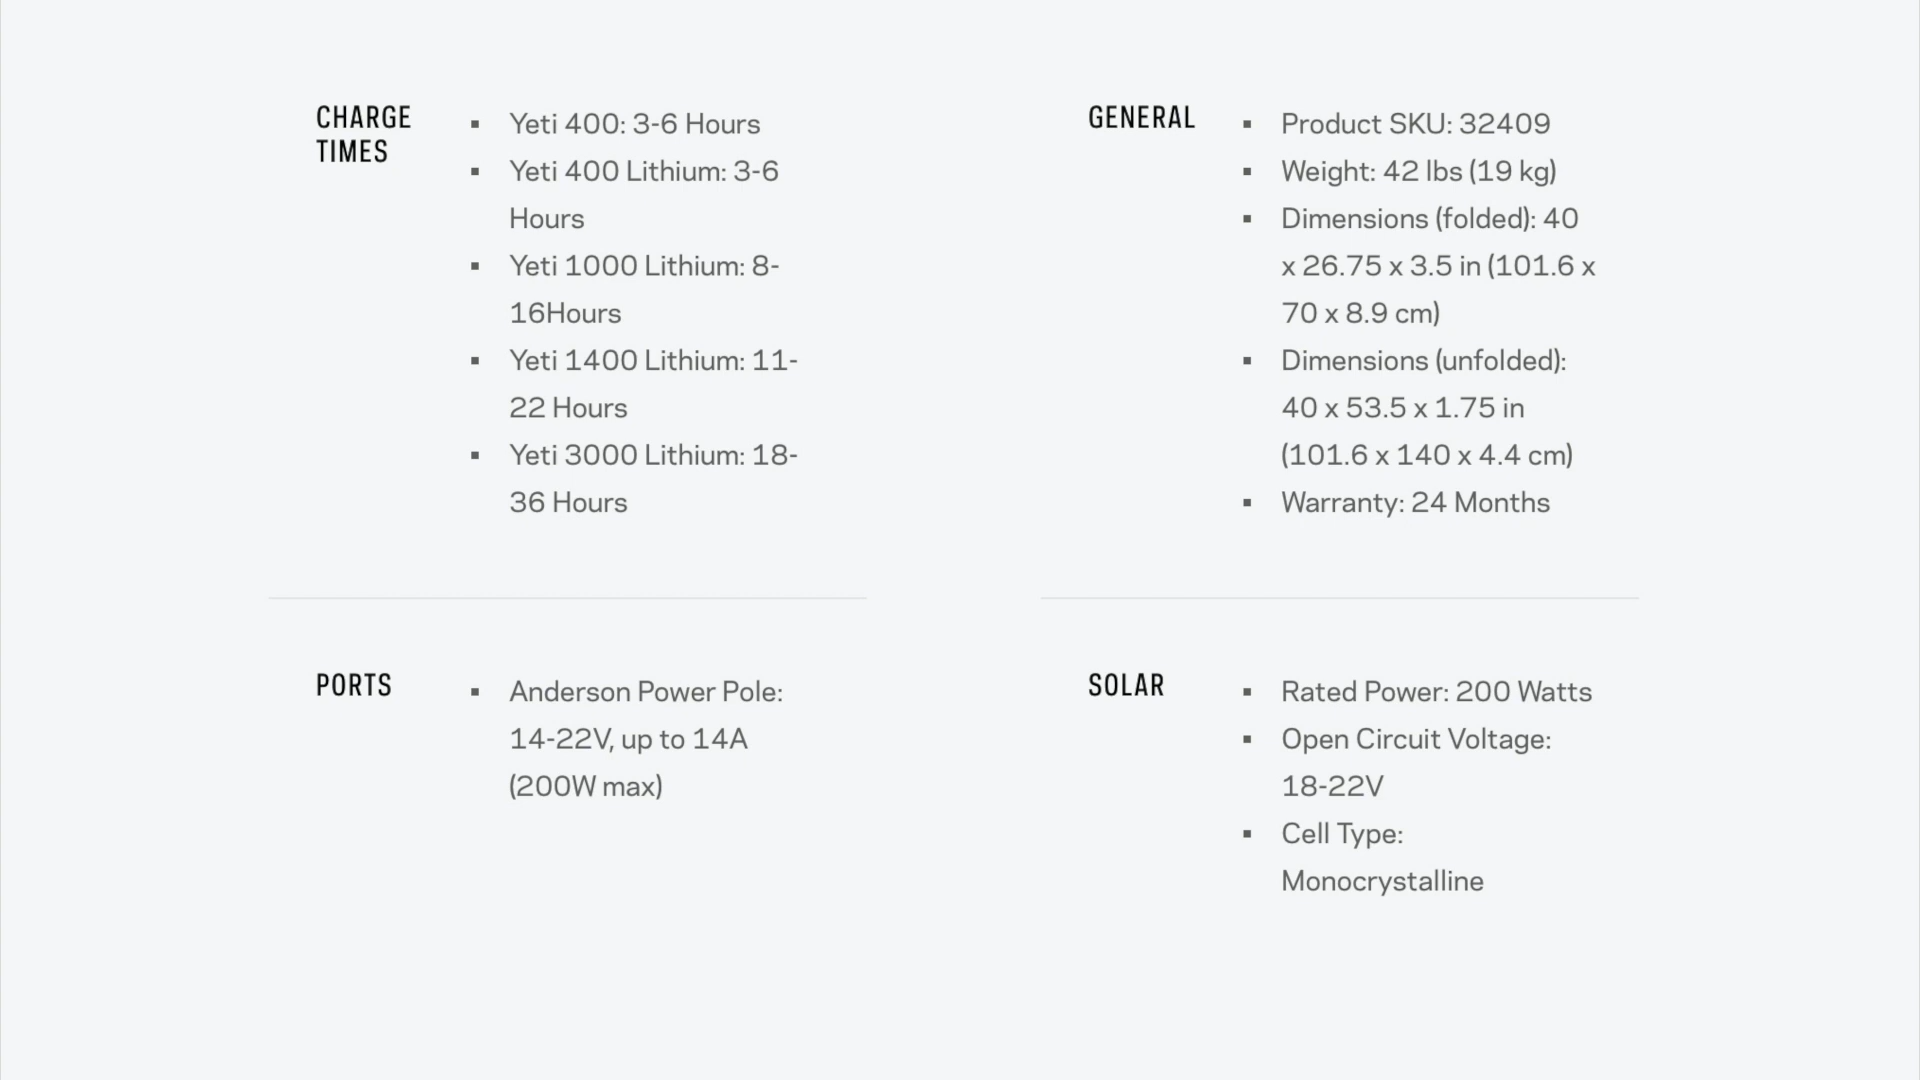 CHARGE
TIMES
Yeti 400: 3-6 Hours
Yeti 400 Lithium: 3-6
Hours
Yeti 1000 Lithium: 8-
16Hours
Yeti 1400 Lithium: 11-
22 Hours
Yeti 3000 Lithium: 18-
36 Hours
GENERAL
Product SKU: 32409
Weight: 42 lbs (19 kg)
Dimensions (folded): 40
x 26.75 x 3.5 in (101.6 x
70 x 8.9 cm)
Dimensions (unfolded):
40 x 53.5 x 1.75 in
(101.6 x 140 x 4.4 cm)
Warranty: 24 Months
PORTS
Anderson Power Pole:
14-22V, up to 14A
(200W max)
SOLAR
Rated Power: 200 Watts
Open Circuit Voltage:
18-22V
Cell Type:
Monocrystalline